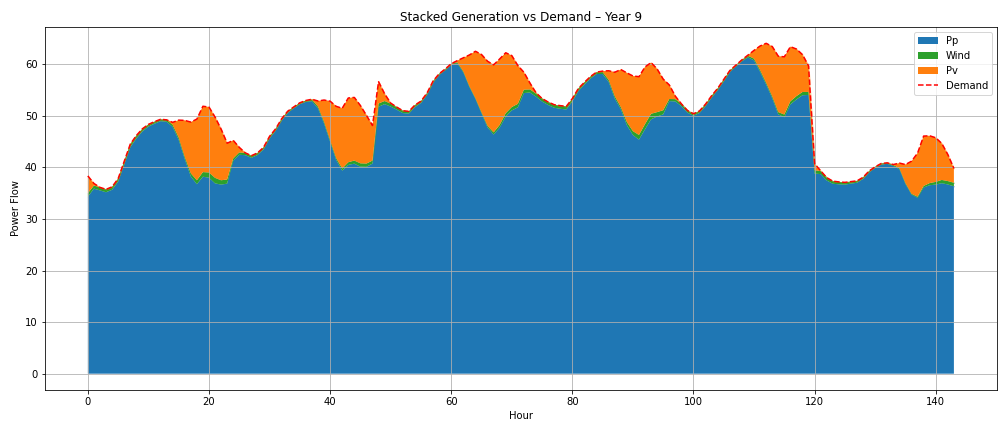 Stacked Generation vs Demand – Year 9
Pp
Wind
Pv
Demand
Power Flow
60
50
40
30
20
10
0
0 20 40 60 80 100 120 140
Hour